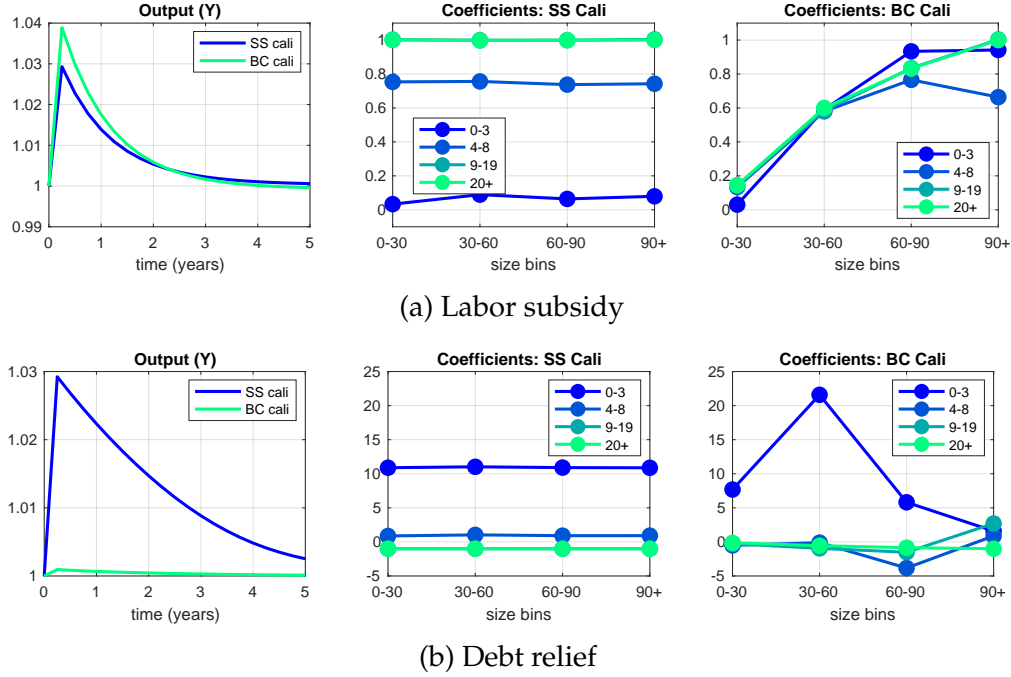 Output (Y)
1.04
1.03
1.02
1.01
1
0.99
0 1 2 3 4 5
time (years)
SS cali
BC cali
Coefficients: SS Cali
1
0.8
0.6
0.4
0.2
0
0-30 30-60 60-90 90+
size bins
0-3
4-8
9-19
20+
Coefficients: BC Cali
1
0.8
0.6
0.4
0.2
0
0-30 30-60 60-90 90+
size bins
0-3
4-8
9-19
20+
(a) Labor subsidy
Output (Y)
1.03
1.02
1.01
1
0 1 2 3 4 5
time (years)
SS cali
BC cali
Coefficients: SS Cali
25
20
15
10
5
0
-5
0-30 30-60 60-90 90+
size bins
0-3
4-8
9-19
20+
Coefficients: BC Cali
25
20
15
10
5
0
-5
0-30 30-60 60-90 90+
size bins
0-3
4-8
9-19
20+
(b) Debt relief